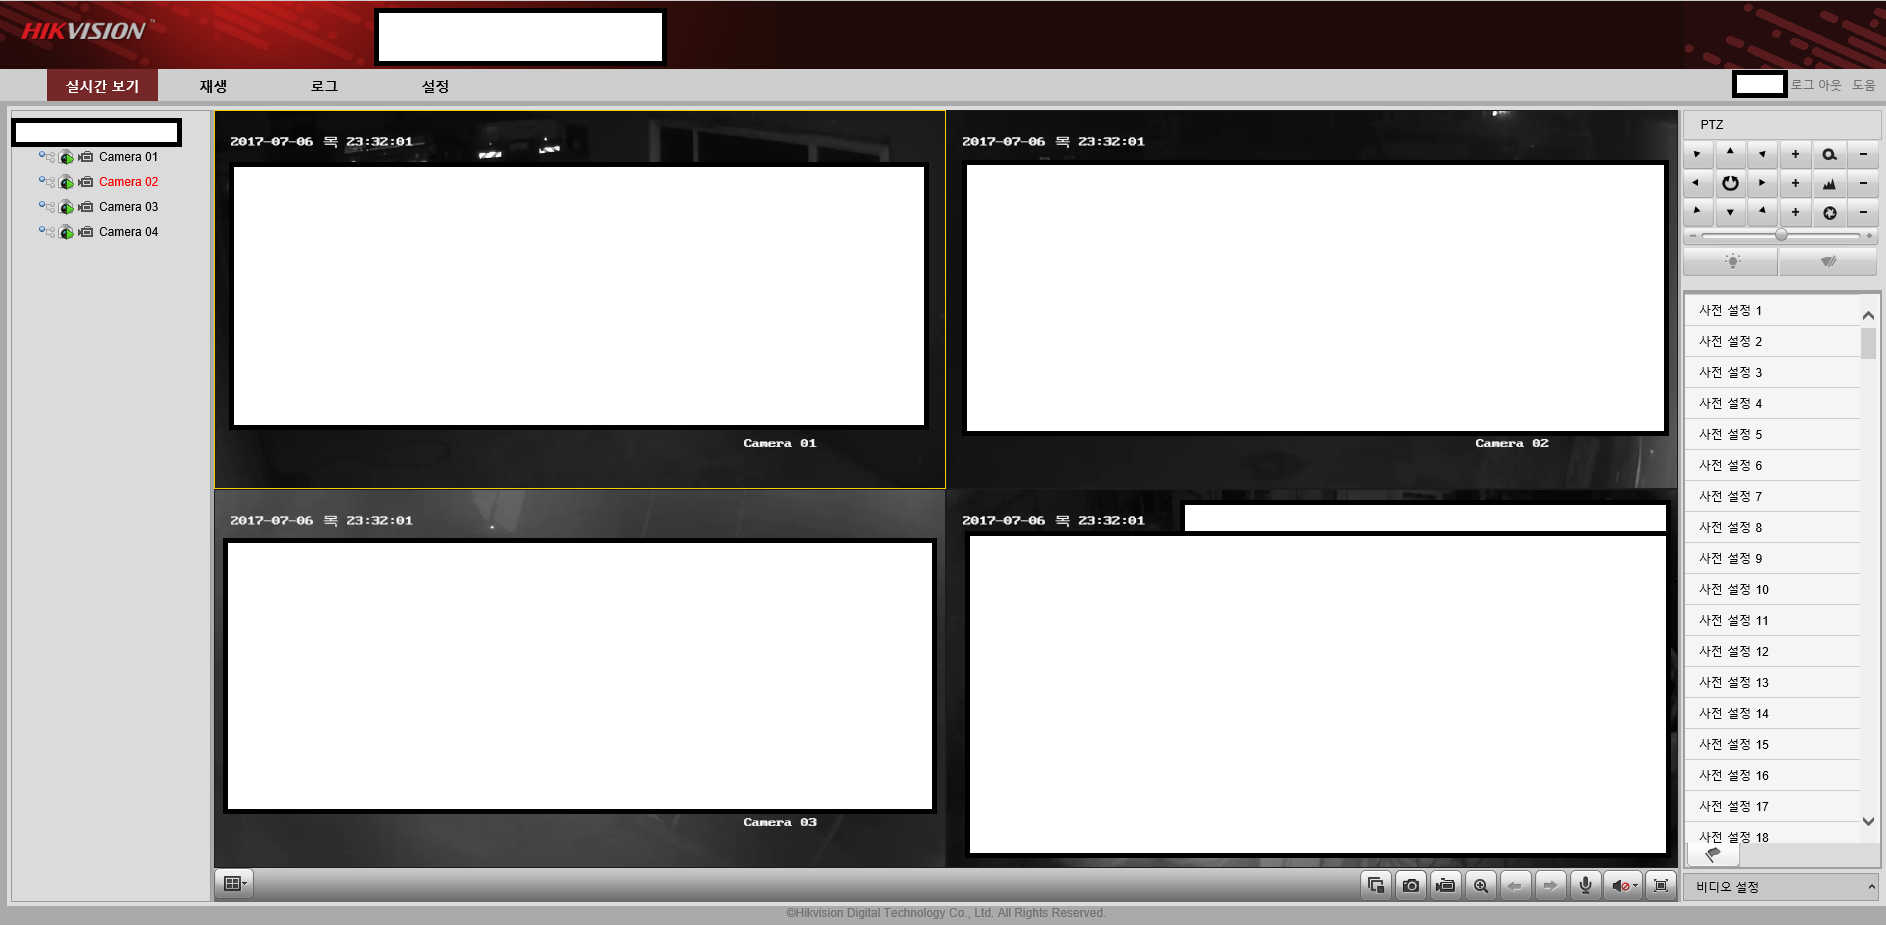 HIKVISION™
실시간 보기
재생
로그
설정
로그 아웃
도움
Camera 01
Camera 02
Camera 03
Camera 04
2017-07-06 목 23:32:01
Camera 01
2017-07-06 목 23:32:01
Camera 02
2017-07-06 목 23:32:01
Camera 03
2017-07-06 목 23:32:01
PTZ
사전 설정 1
사전 설정 2
사전 설정 3
사전 설정 4
사전 설정 5
사전 설정 6
사전 설정 7
사전 설정 8
사전 설정 9
사전 설정 10
사전 설정 11
사전 설정 12
사전 설정 13
사전 설정 14
사전 설정 15
사전 설정 16
사전 설정 17
사전 설정 18
비디오 설정
©Hikvision Digital Technology Co., Ltd. All Rights Reserved.